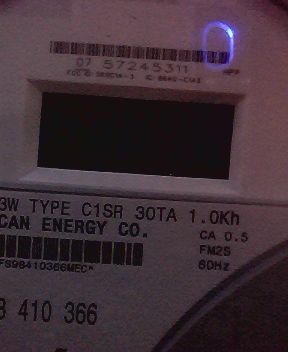 07 57245311
3W TYPE C1SR 30TA 1.0Kh
CAN ENERGY CO.
CA 0.5
FM2S
60Hz
FS98410366MEC*
8 410 366